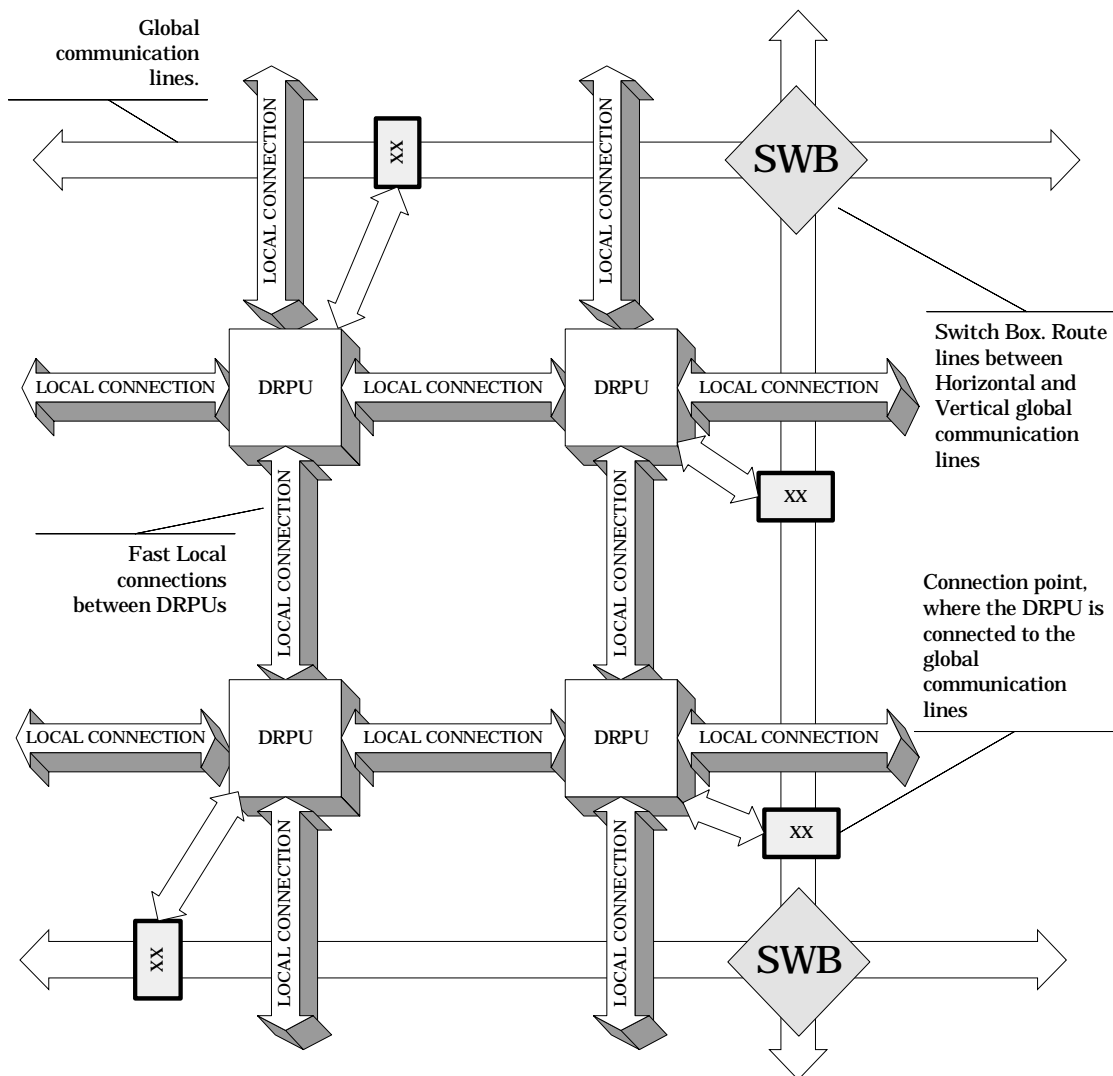 Global
communication
lines.
LOCAL CONNECTION
LOCAL CONNECTION
XX
SWB
Switch Box. Route
lines between
Horizontal and
Vertical global
communication
lines
LOCAL CONNECTION
DRPU
LOCAL CONNECTION
DRPU
LOCAL CONNECTION
XX
Fast Local
connections
between DRPUs
LOCAL CONNECTION
LOCAL CONNECTION
Connection point,
where the DRPU is
connected to the
global
communication
lines
LOCAL CONNECTION
DRPU
LOCAL CONNECTION
DRPU
LOCAL CONNECTION
XX
LOCAL CONNECTION
LOCAL CONNECTION
XX
SWB